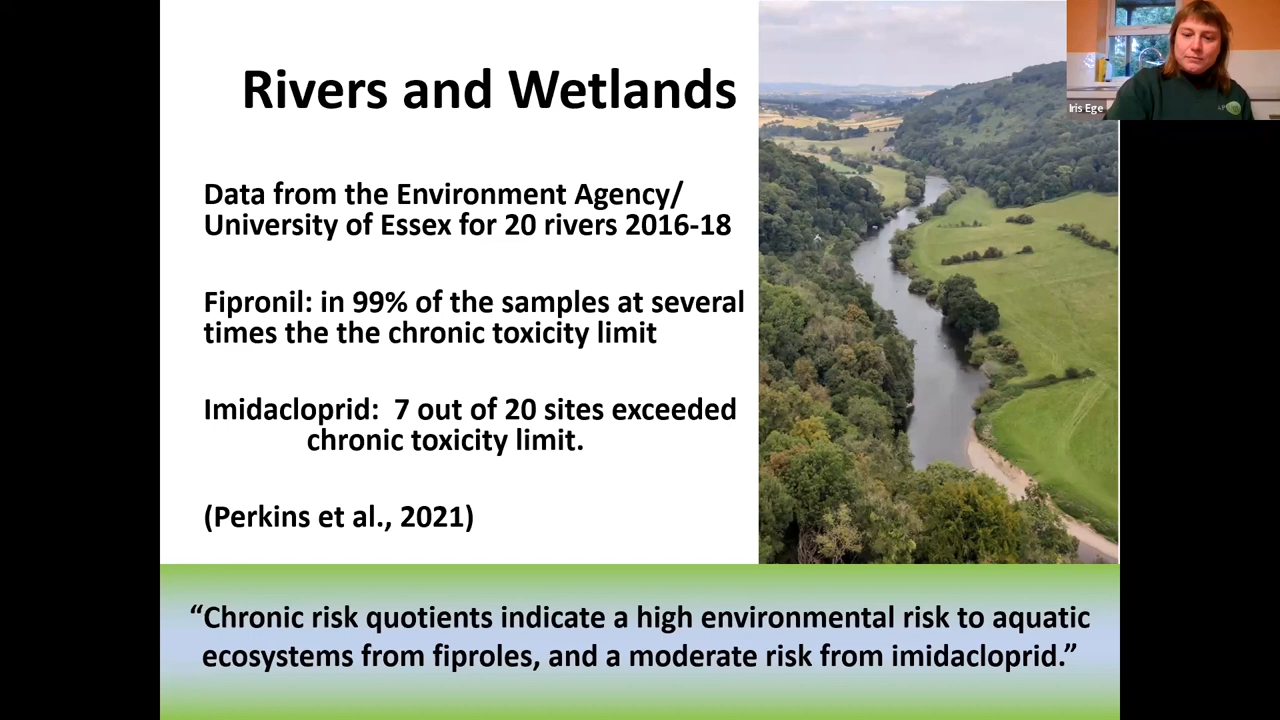 Rivers and Wetlands
Iris Ege
Data from the Environment Agency/
University of Essex for 20 rivers 2016-18
Fipronil: in 99% of the samples at several
times the the chronic toxicity limit
Imidacloprid: 7 out of 20 sites exceeded
chronic toxicity limit.
(Perkins et al., 2021)
“Chronic risk quotients indicate a high environmental risk to aquatic
ecosystems from fiproles, and a moderate risk from imidacloprid.”